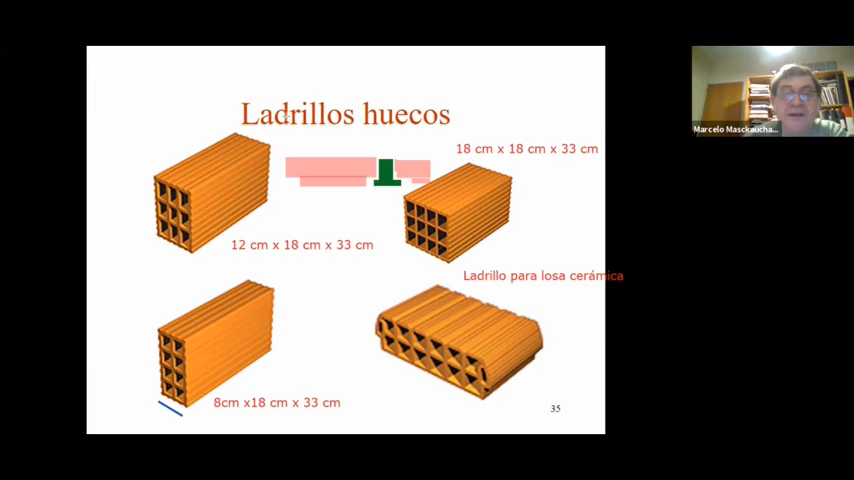 Ladrillos huecos
18 cm x 18 cm x 33 cm
Marcelo Masckaucha...
12 cm x 18 cm x 33 cm
Ladrillo para losa cerámica
8cm x18 cm x 33 cm
35